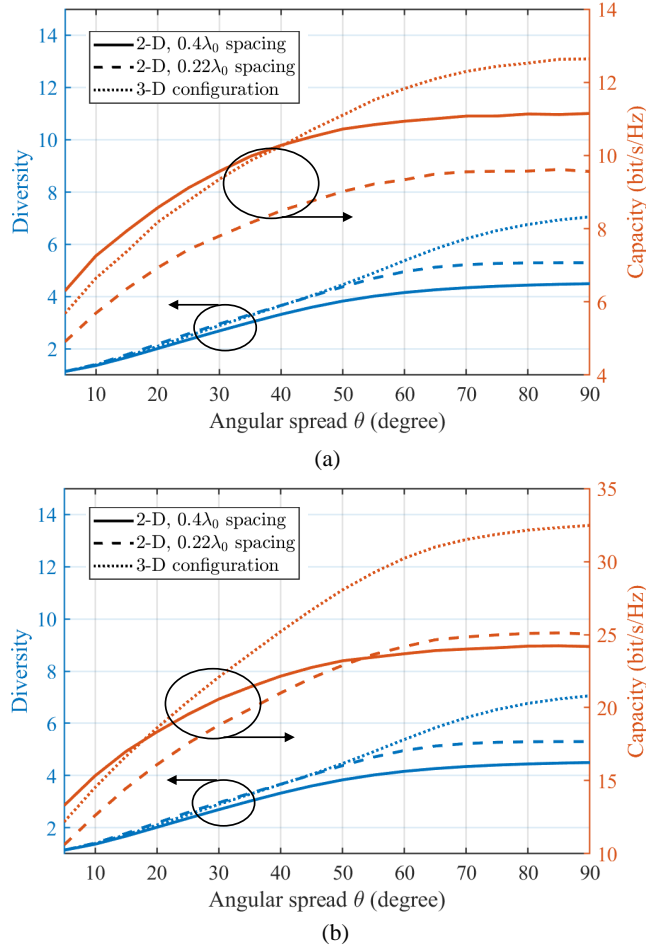 14
12
10
8
6
4
2
Diversity
2-D, 0.4λ₀ spacing
2-D, 0.22λ₀ spacing
3-D configuration
14
12
10
8
6
4
Capacity (bit/s/Hz)
10 20 30 40 50 60 70 80 90
Angular spread θ (degree)
(a)
14
12
10
8
6
4
2
Diversity
2-D, 0.4λ₀ spacing
2-D, 0.22λ₀ spacing
3-D configuration
35
30
25
20
15
10
Capacity (bit/s/Hz)
10 20 30 40 50 60 70 80 90
Angular spread θ (degree)
(b)